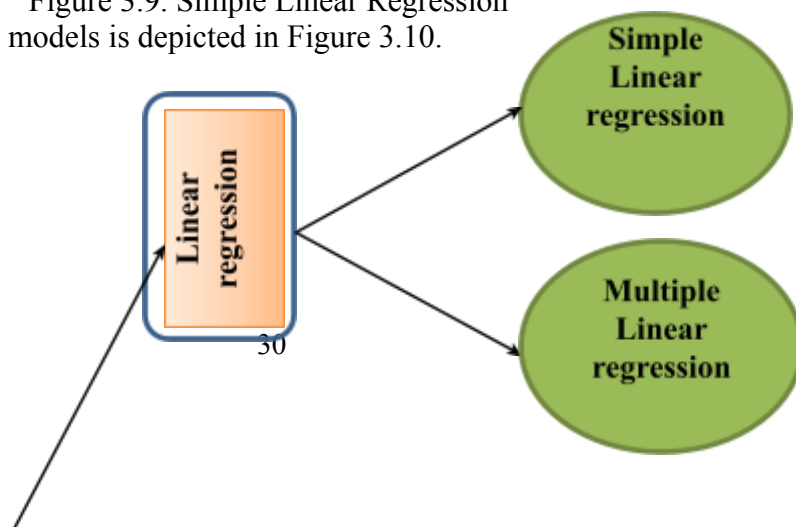 Figure 3.9. Simple Linear Regression
models is depicted in Figure 3.10.
Simple
Linear
regression
Linear
regression
Multiple
Linear
regression
30